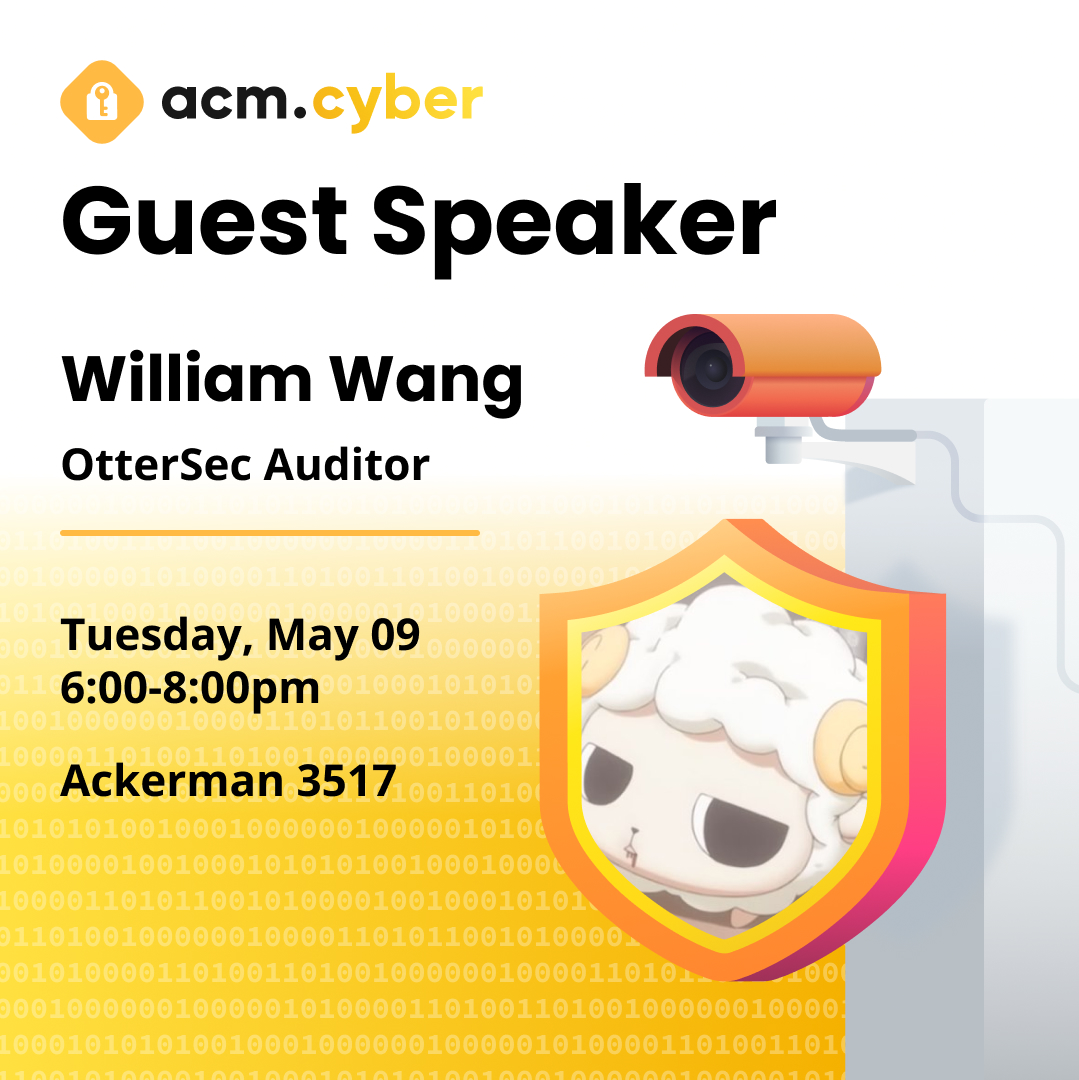 acm.cyber
Guest Speaker
William Wang
OtterSec Auditor
Tuesday, May 09
6:00-8:00pm
Ackerman 3517